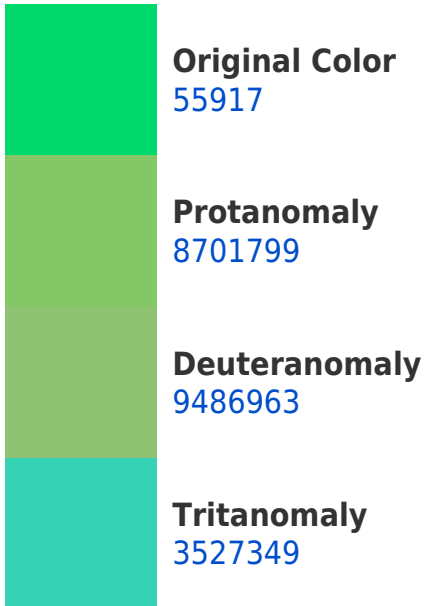 Original Color
55917
Protanomaly
8701799
Deuteranomaly
9486963
Tritanomaly
3527349